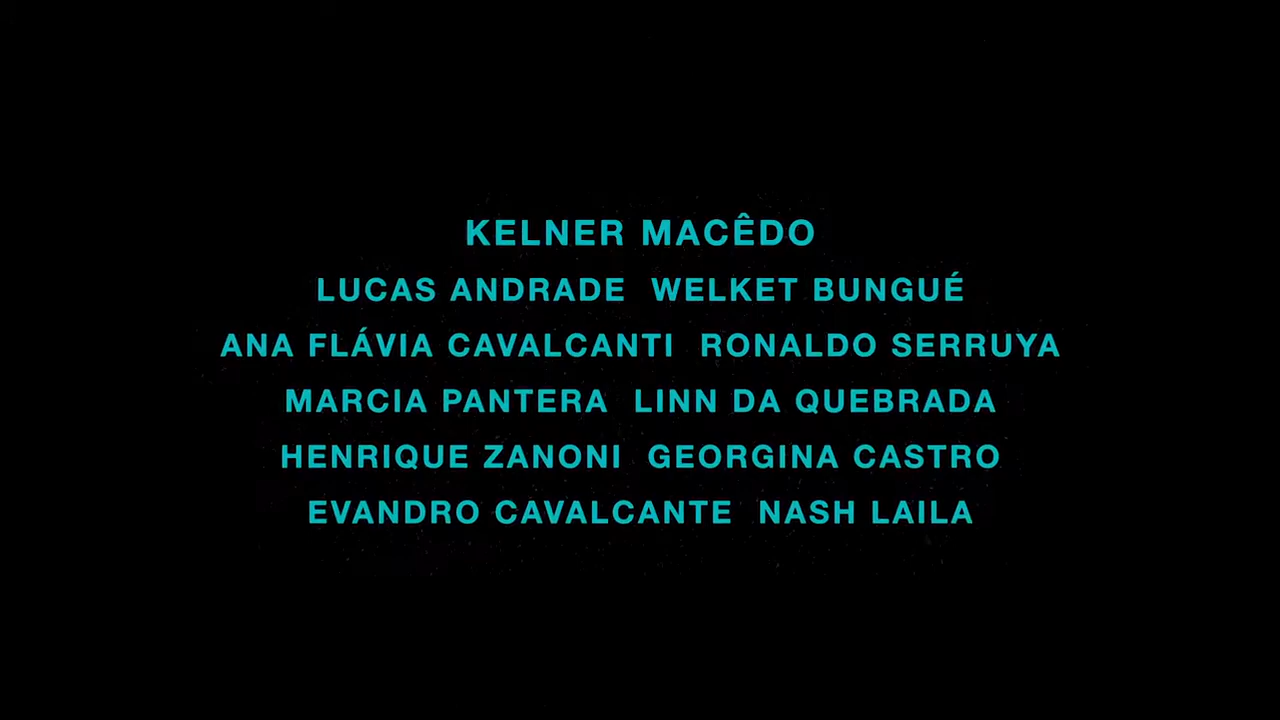 KELNER MACÊDO
LUCAS ANDRADE WELKET BUNGUÉ
ANA FLÁVIA CAVALCANTI RONALDO SERRUYA
MARCIA PANTERA LINN DA QUEBRADA
HENRIQUE ZANONI GEORGINA CASTRO
EVANDRO CAVALCANTE NASH LAILA